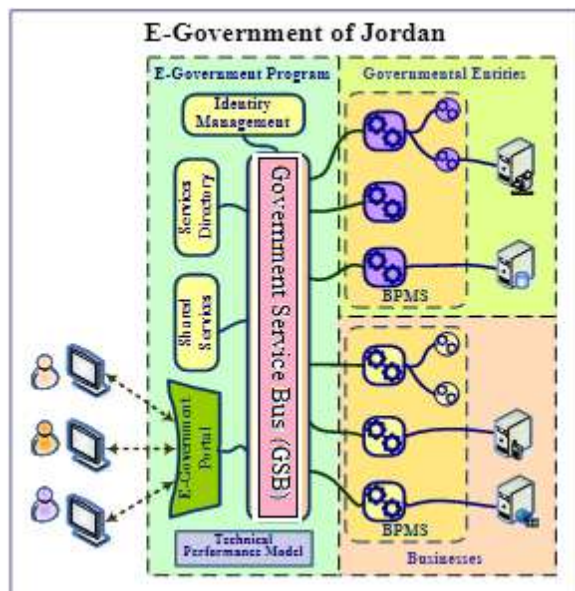 E-Government of Jordan
E-Government Program
Governmental Entities
Identity
Management
Services
Directory
Shared
Services
E-Government
Portal
Government Service Bus (GSB)
Technical
Performance Model
BPMS
BPMS
Businesses